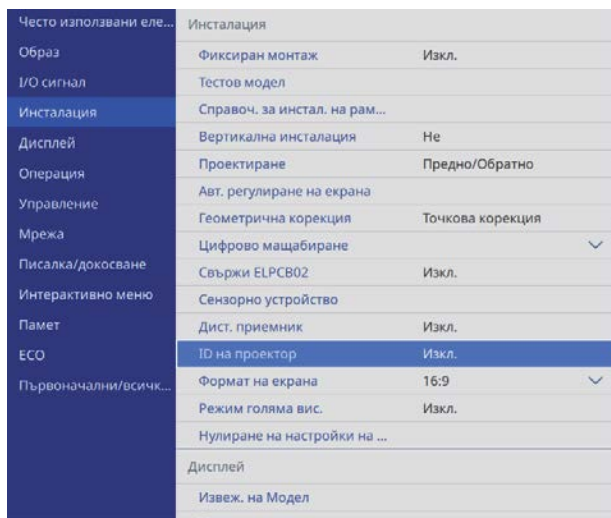 Често използвани еле...
Образ
I/O сигнал
Инсталация
Дисплей
Операция
Управление
Мрежа
Писалка/докосване
Интерактивно меню
Памет
ECO
Първоначални/всичк...
Инсталация
Фиксиран монтаж Изкл.
Тестов модел
Справоч. за инстал. на рам...
Вертикална инсталация Не
Проектиране Предно/Обратно
Авт. регулиране на екрана
Геометрична корекция Точкова корекция
Цифрово мащабиране
Свържи ELPCB02 Изкл.
Сензорно устройство
Дист. приемник Изкл.
ID на проектор Изкл.
Формат на екрана 16:9
Режим голяма вис. Изкл.
Нулиране на настройки на ...
Дисплей
Извеж. на Модел